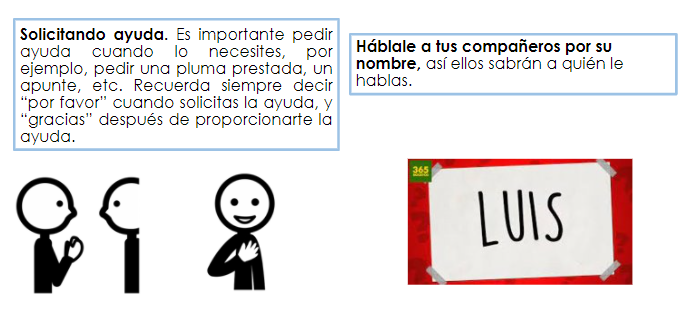 Solicitando ayuda. Es importante pedir
ayuda cuando lo necesites, por
ejemplo, pedir una pluma prestada, un
apunte, etc. Recuerda siempre decir
“por favor” cuando solicitas la ayuda, y
“gracias” después de proporcionarte la
ayuda.
Háblale a tus compañeros por su
nombre, así ellos sabrán a quién le
hablas.
365
LUIS